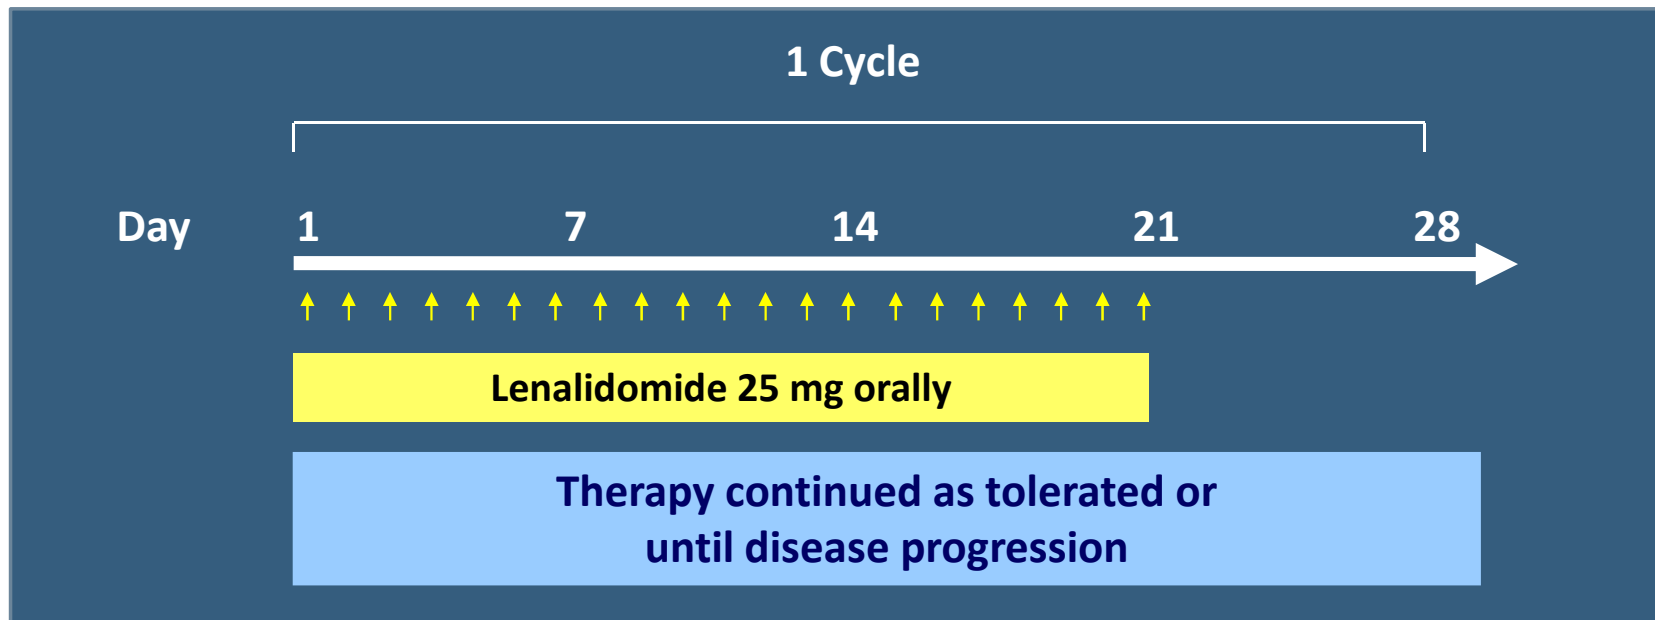 1 Cycle
Day 1 7 14 21 28
Lenalidomide 25 mg orally
Therapy continued as tolerated or
until disease progression